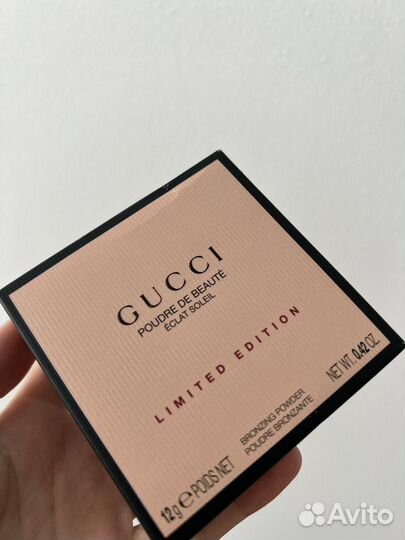 GUCCI
POUDRE DE BEAUTÉ
ÉCLAT SOLEIL
LIMITED EDITION
BRONZING POWDER
POUDRE BRONZANTE
12g e POIDS NET
NET WT. 0.42 OZ.
Avito